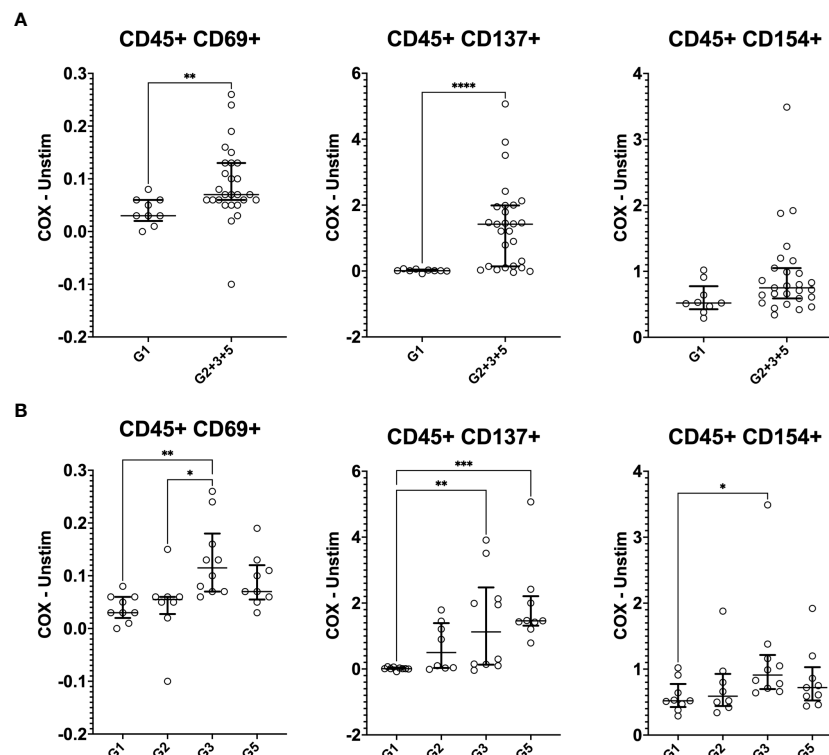 A
CD45+ CD69+
CD45+ CD137+
CD45+ CD154+
COX - Unstim
0.3
0.2
0.1
0.0
-0.1
-0.2
**
G1
G2+3+5
COX - Unstim
6
4
2
0
-2
****
G1
G2+3+5
COX - Unstim
4
3
2
1
0
G1
G2+3+5
B
CD45+ CD69+
CD45+ CD137+
CD45+ CD154+
COX - Unstim
0.3
0.2
0.1
0.0
-0.1
-0.2
**
*
G1
G2
G3
G5
COX - Unstim
6
4
2
0
-2
***
**
G1
G2
G3
G5
COX - Unstim
4
3
2
1
0
*
G1
G2
G3
G5